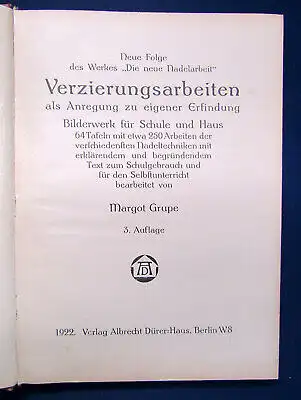 Neue Folge
des Werkes „Die neue Nadelarbeit"
Verzierungsarbeiten
als Anregung zu eigener Erfindung
Bilderwerk für Schule und Haus
64 Tafeln mit etwa 250 Arbeiten der
verschiedensten Nadeltechniken mit
erklärendem und begründendem
Text zum Schulgebrauch und
für den Selbstunterricht
bearbeitet von
Margot Grupe
3. Auflage
AD
1922. Verlag Albrecht Dürer-Haus, Berlin W8